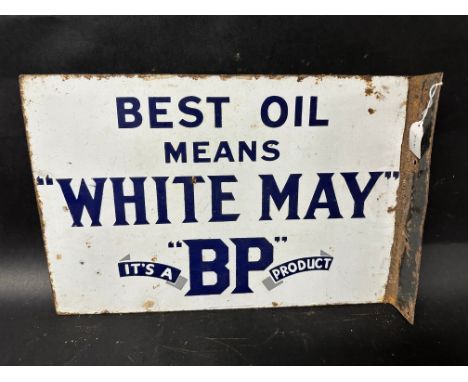 BEST OIL
MEANS
"WHITE MAY"
IT'S A "BP" PRODUCT